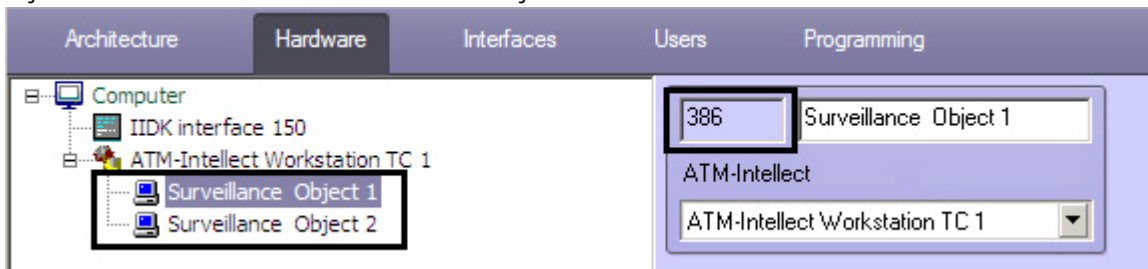 Architecture Hardware Interfaces Users Programming
Computer
IIDK interface 150
ATM-Intellect Workstation TC 1
Surveillance Object 1
Surveillance Object 2
386 Surveillance Object 1
ATM-Intellect
ATM-Intellect Workstation TC 1